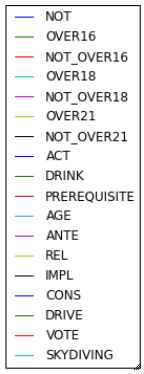 NOT
OVER16
NOT_OVER16
OVER18
NOT_OVER18
OVER21
NOT_OVER21
ACT
DRINK
PREREQUISITE
AGE
ANTE
REL
IMPL
CONS
DRIVE
VOTE
SKYDIVING